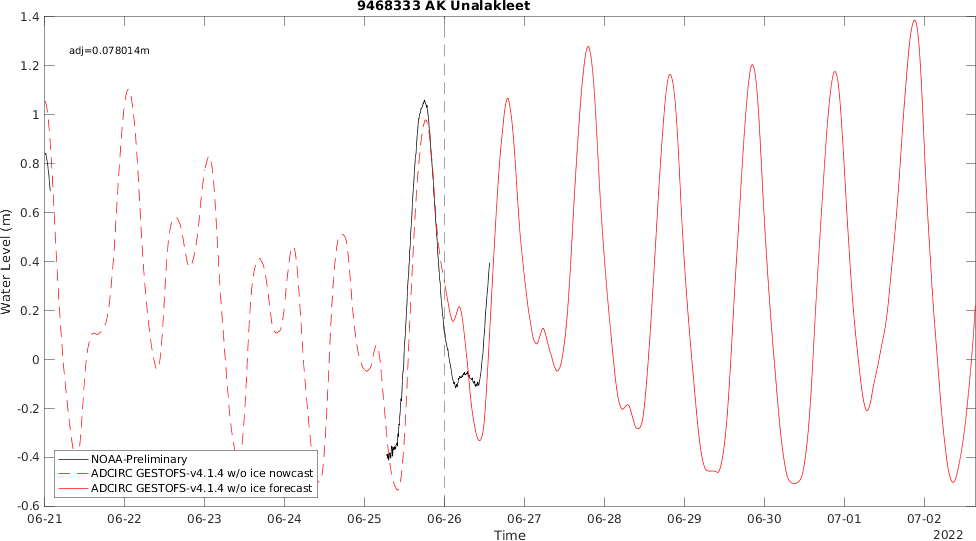 9468333 AK Unalakleet
adj=0.078014m
1.4
1.2
1
0.8
0.6
0.4
0.2
0
-0.2
-0.4
-0.6
Water Level (m)
NOAA-Preliminary
ADCIRC GESTOFS-v4.1.4 w/o ice nowcast
ADCIRC GESTOFS-v4.1.4 w/o ice forecast
06-21 06-22 06-23 06-24 06-25 06-26 06-27 06-28 06-29 06-30 07-01 07-02
Time
2022